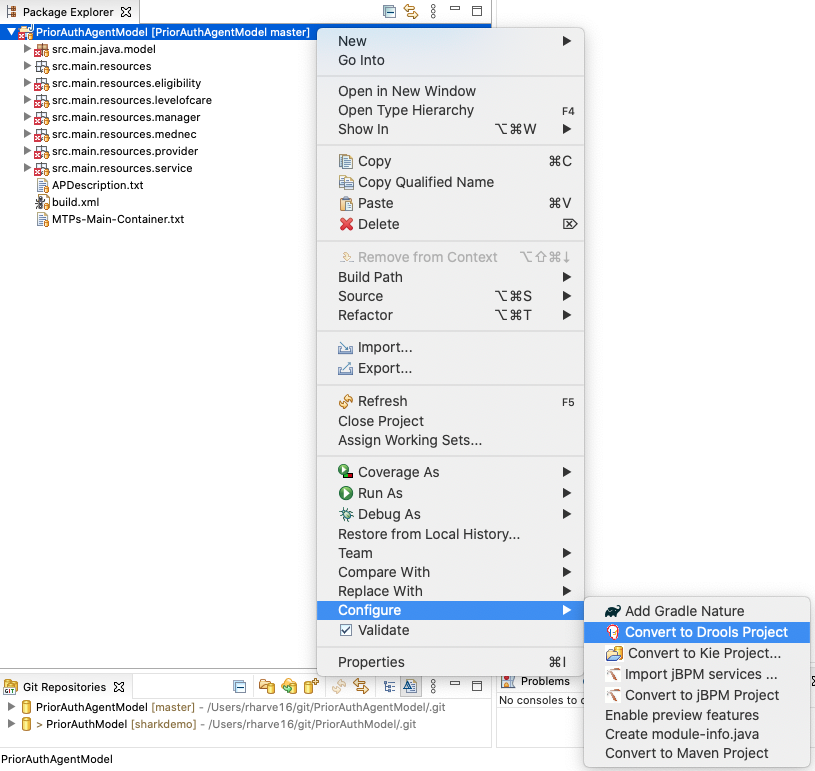 Package Explorer
PriorAuthAgentModel [PriorAuthAgentModel master]
src.main.java.model
src.main.resources
src.main.resources.eligibility
src.main.resources.levelofcare
src.main.resources.manager
src.main.resources.mednec
src.main.resources.provider
src.main.resources.service
APDescription.txt
build.xml
MTPs-Main-Container.txt
New
Go Into
Open in New Window
Open Type Hierarchy F4
Show In ⌥⌘W
Copy ⌘C
Copy Qualified Name
Paste ⌘V
Delete ⌦
Remove from Context ⌥⇧⌘↓
Build Path
Source ⌥⌘S
Refactor ⌥⌘T
Import...
Export...
Refresh F5
Close Project
Assign Working Sets...
Coverage As
Run As
Debug As
Restore from Local History...
Team
Compare With
Replace With
Configure
Validate
Properties ⌘I
Add Gradle Nature
Convert to Drools Project
Convert to Kie Project...
Import jBPM services ...
Convert to jBPM Project
Enable preview features
Create module-info.java
Convert to Maven Project
Git Repositories
PriorAuthAgentModel [master] - /Users/rharve16/git/PriorAuthAgentModel/.git
> PriorAuthModel [sharkdemo] - /Users/rharve16/git/PriorAuthModel/.git
Problems
No consoles to
PriorAuthAgentModel